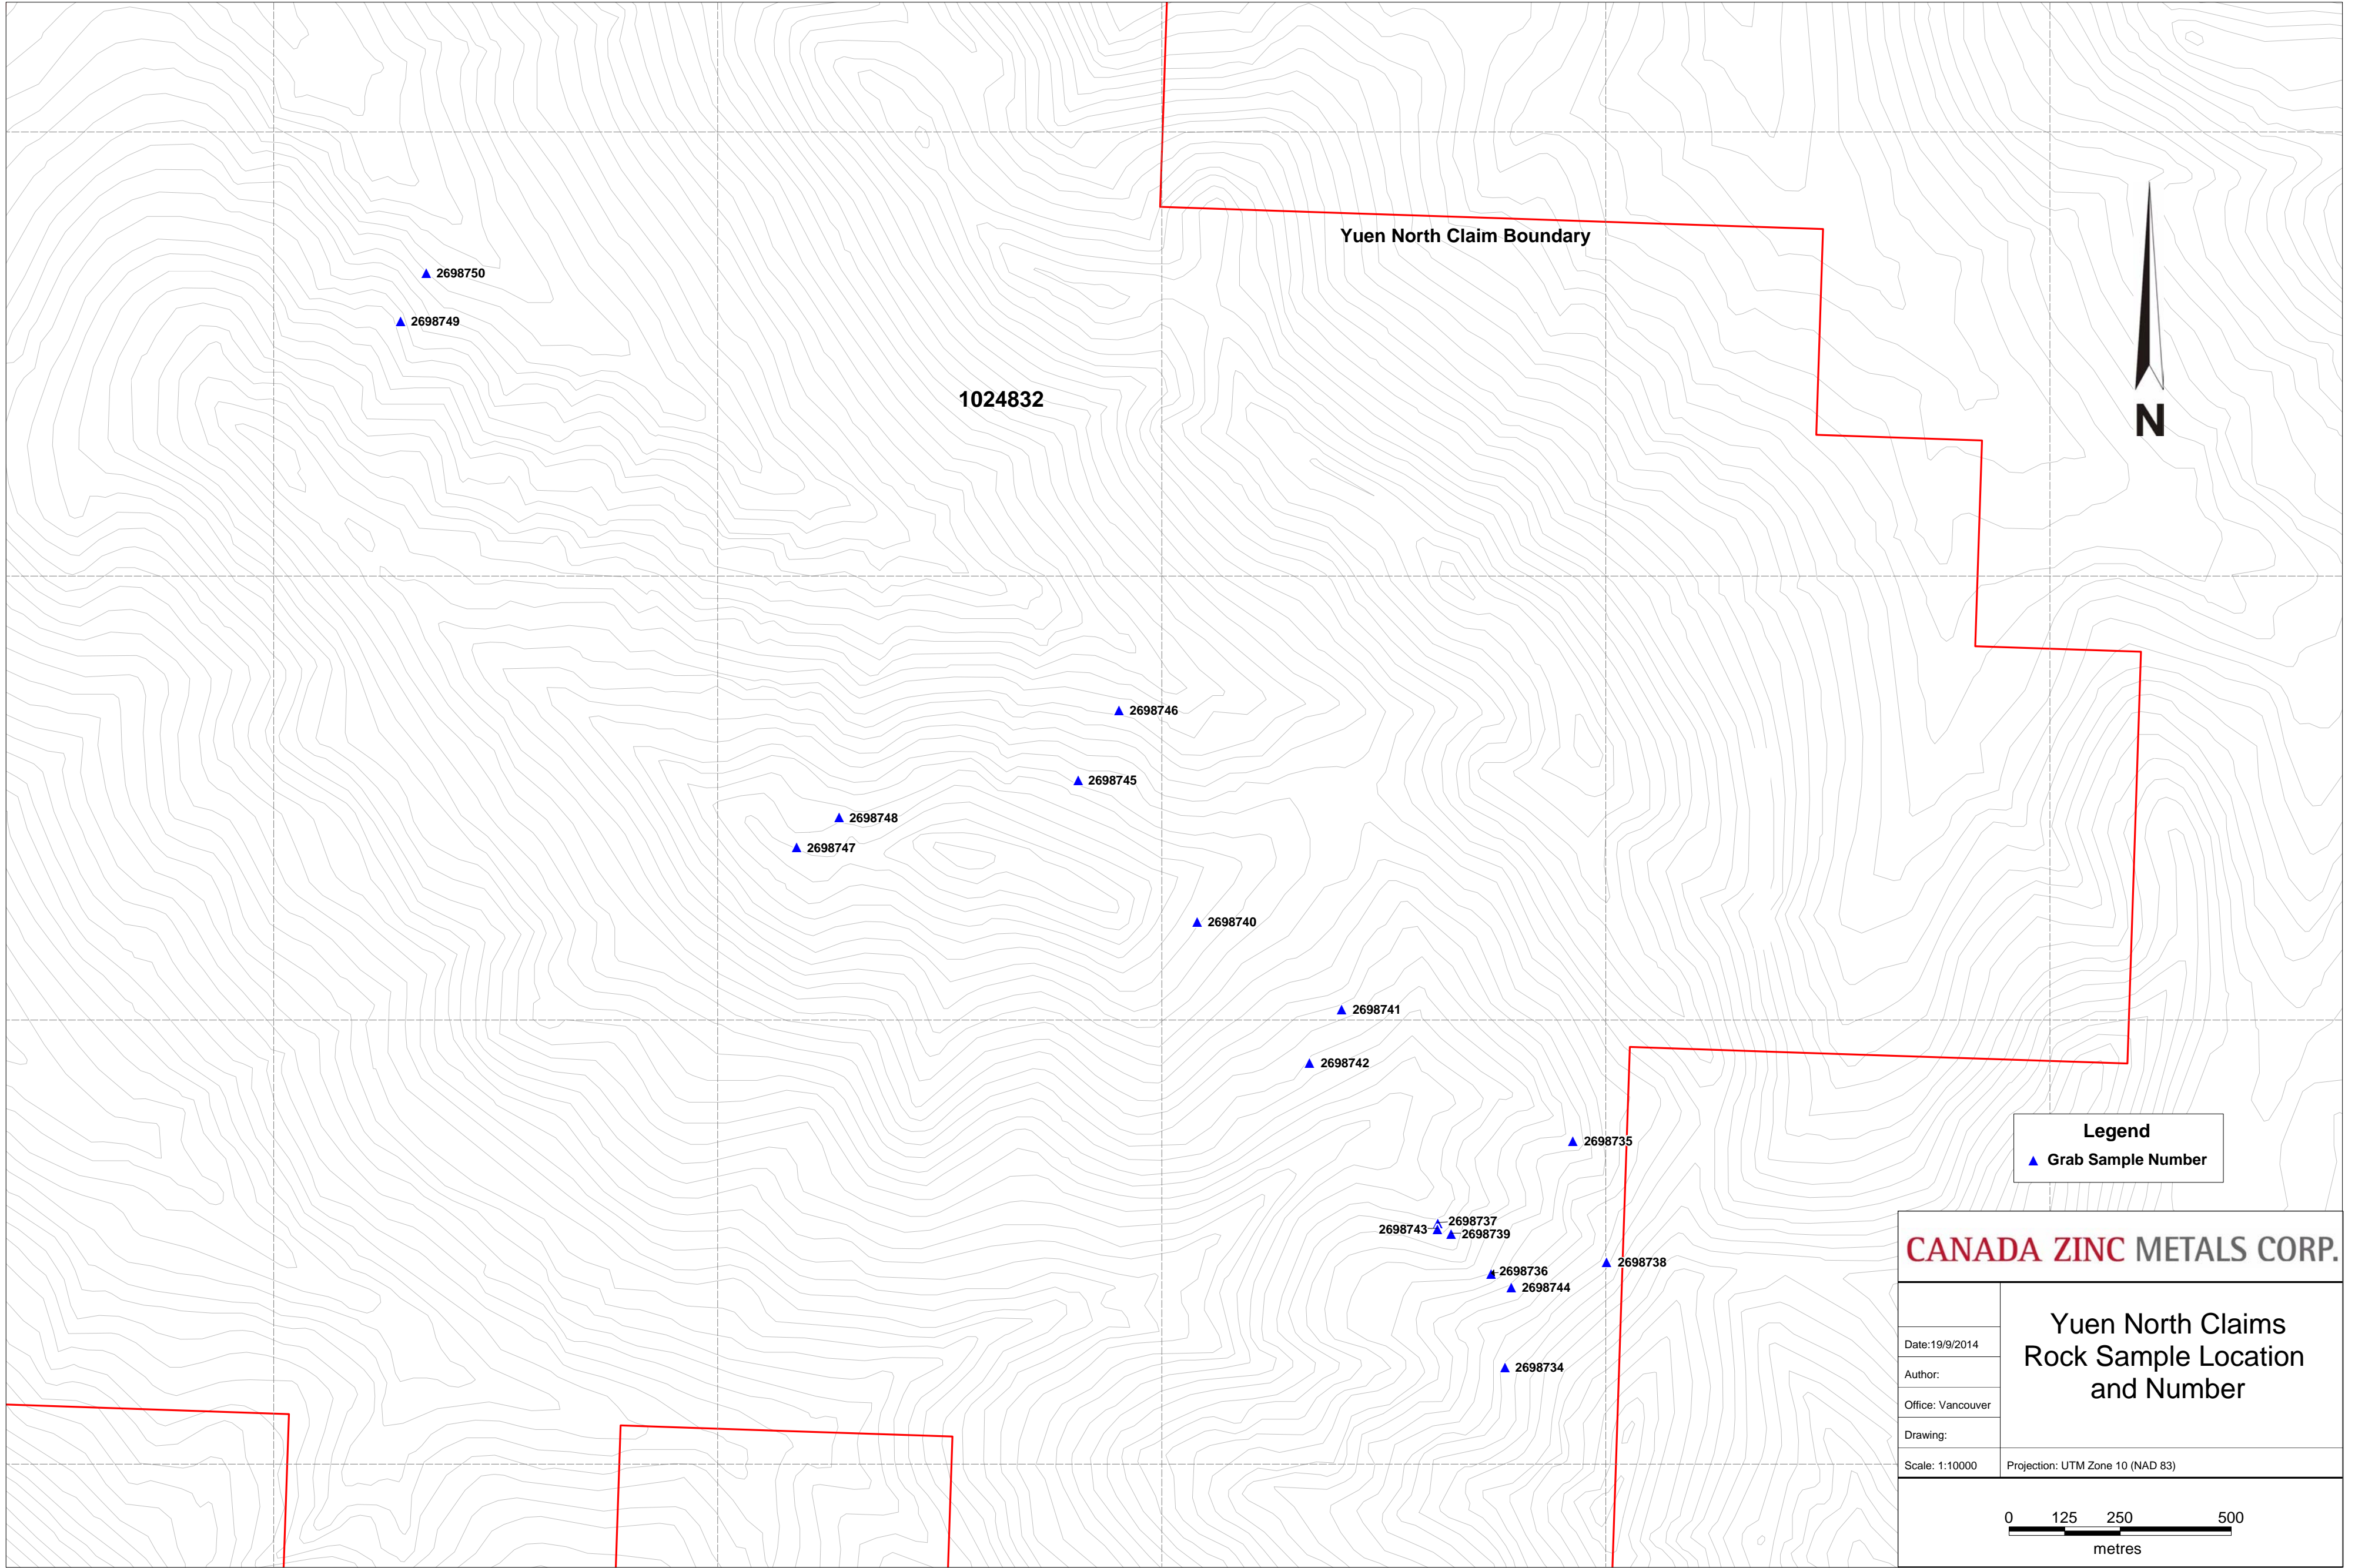 Yuen North Claim Boundary
2698750
2698749
1024832
N
2698746
2698745
2698748
2698747
2698740
2698741
2698742
2698735
2698737
2698743
2698739
2698738
2698736
2698744
2698734
Legend
Grab Sample Number
CANADA ZINC METALS CORP.
Yuen North Claims
Rock Sample Location
and Number
Date:19/9/2014
Author:
Office: Vancouver
Drawing:
Scale: 1:10000
Projection: UTM Zone 10 (NAD 83)
0 125 250 500
metres